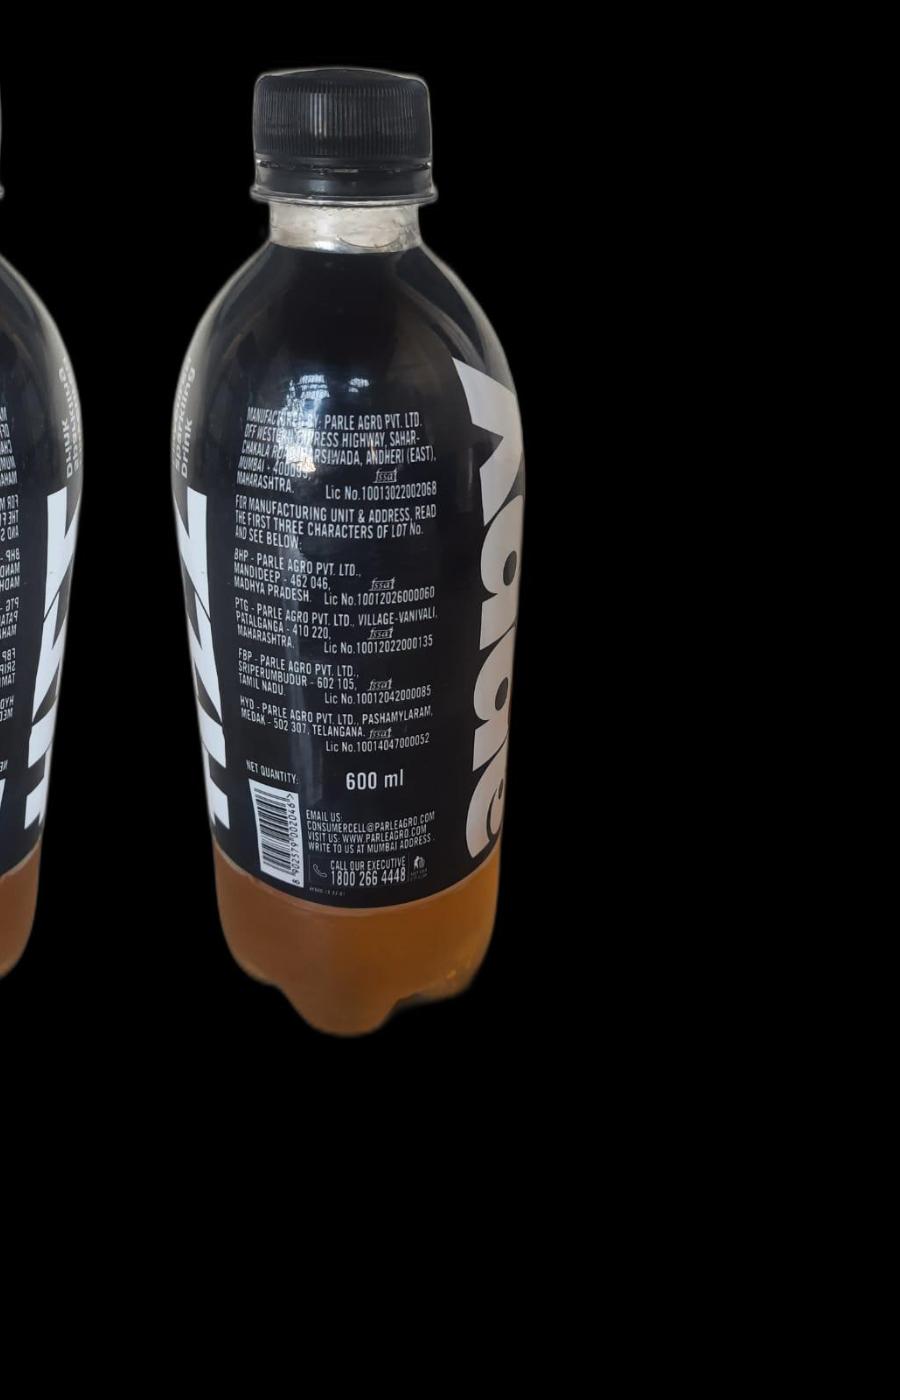 Sparkling
Drink
MANUFACTURED BY: PARLE AGRO PVT. LTD.
OFF WESTERN EXPRESS HIGHWAY, SAHAR-
CHAKALA ROAD, PARSIWADA, ANDHERI (EAST),
MUMBAI - 400099,
MAHARASHTRA.
fssai
Lic No.10013022002068
FOR MANUFACTURING UNIT & ADDRESS, READ
THE FIRST THREE CHARACTERS OF LOT No.
AND SEE BELOW:
BHP - PARLE AGRO PVT. LTD.,
MANDIDEEP - 462 046,
MADHYA PRADESH.
fssai
Lic No.10012026000060
PTG - PARLE AGRO PVT. LTD., VILLAGE-VANIVALI,
PATALGANGA - 410 220,
MAHARASHTRA.
fssai
Lic No.10012022000135
FBP - PARLE AGRO PVT. LTD.,
SRIPERUMBUDUR - 602 105,
TAMIL NADU
fssai
Lic No.10012042000085
HYD - PARLE AGRO PVT. LTD., PASHAMYLARAM,
MEDAK - 502 307, TELANGANA.
fssai
Lic No.10014047000052
NET QUANTITY:
600 ml
8 902579 002046 >
EMAIL US:
CONSUMERCELL@PARLEAGRO.COM
VISIT US: WWW.PARLEAGRO.COM
WRITE TO US AT MUMBAI ADDRESS.
CALL OUR EXECUTIVE
1800 266 4448